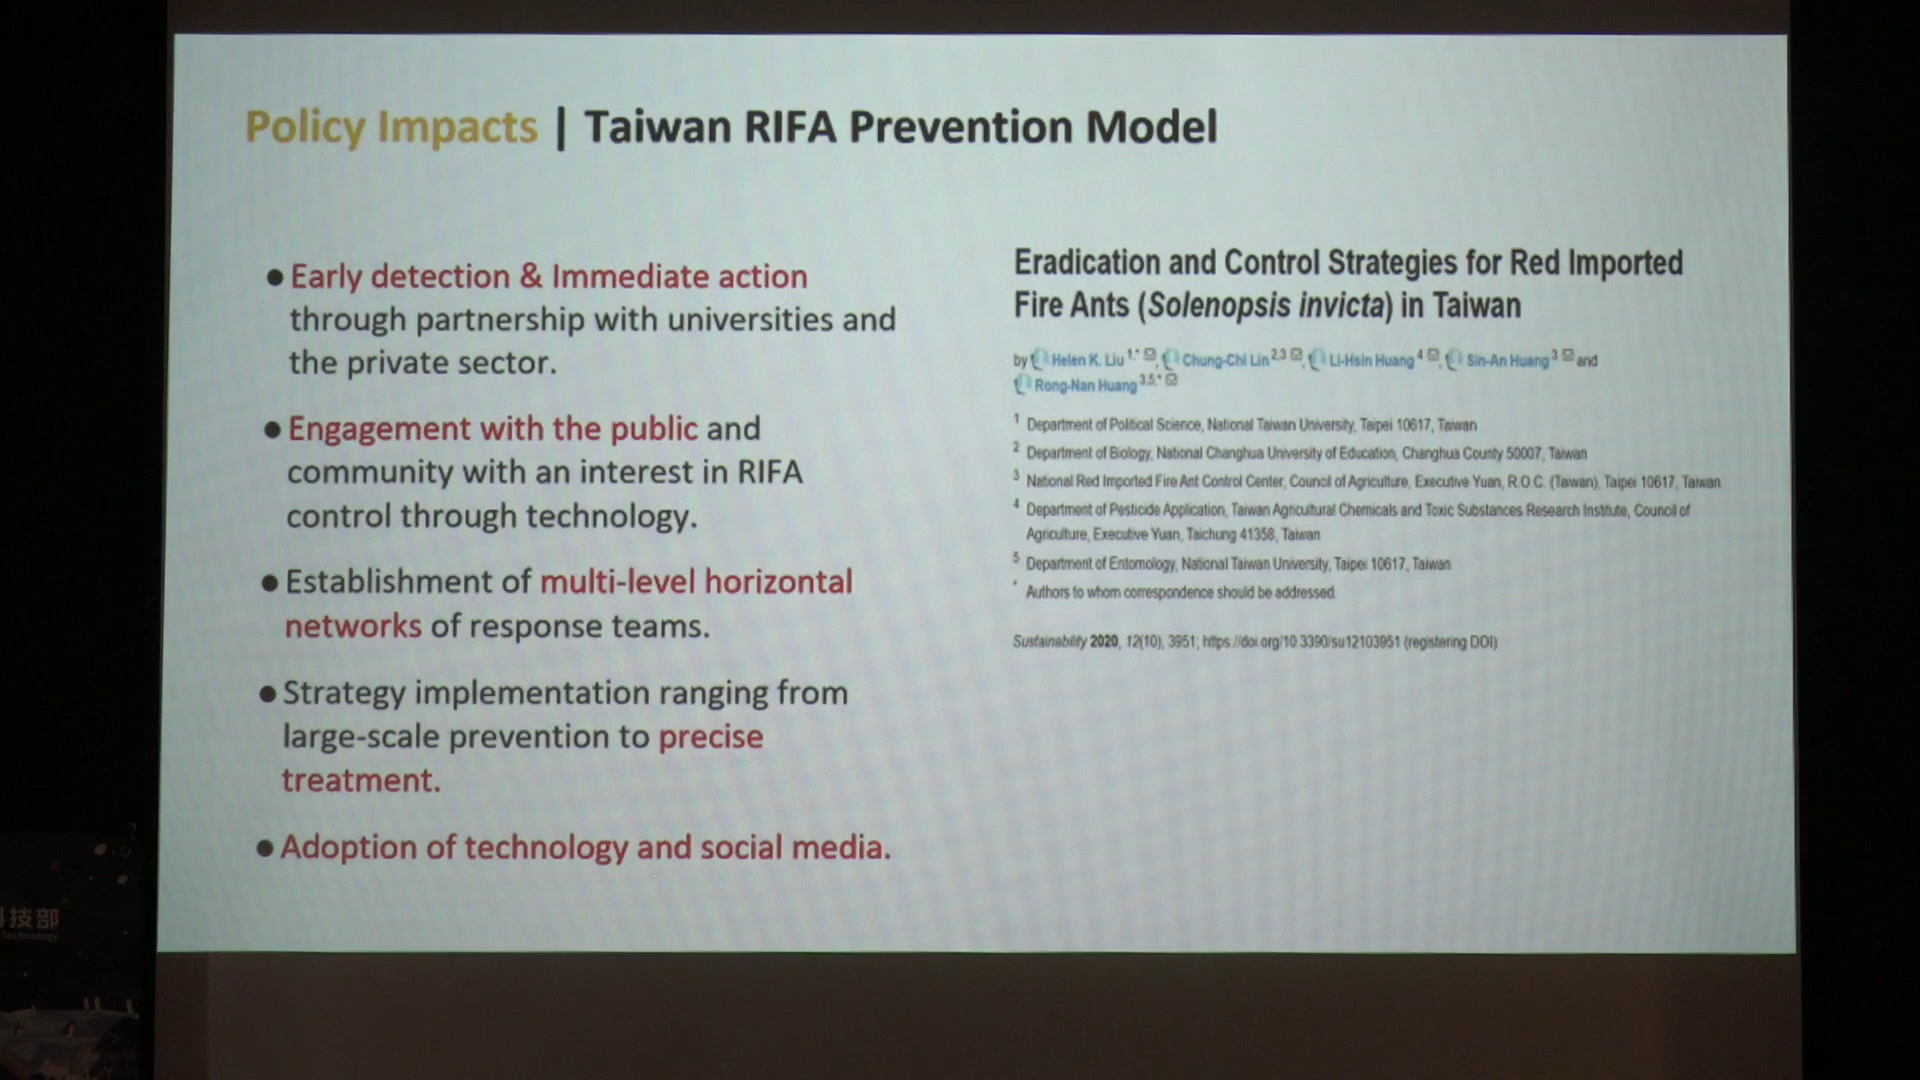 Policy Impacts | Taiwan RIFA Prevention Model
● Early detection & Immediate action
through partnership with universities and
the private sector.
● Engagement with the public and
community with an interest in RIFA
control through technology.
● Establishment of multi-level horizontal
networks of response teams.
● Strategy implementation ranging from
large-scale prevention to precise
treatment.
● Adoption of technology and social media.
Eradication and Control Strategies for Red Imported
Fire Ants (Solenopsis invicta) in Taiwan
by Helen K. Liu 1,*, Chung-Chi Lin 2,3, Li-Hsin Huang 4, Sin-An Huang 3 and
Rong-Nan Huang 3,5,*
1 Department of Political Science, National Taiwan University, Taipei 10617, Taiwan
2 Department of Biology, National Changhua University of Education, Changhua County 50007, Taiwan
3 National Red Imported Fire Ant Control Center, Council of Agriculture, Executive Yuan, R.O.C. (Taiwan), Taipei 10617, Taiwan
4 Department of Pesticide Application, Taiwan Agricultural Chemicals and Toxic Substances Research Institute, Council of
Agriculture, Executive Yuan, Taichung 41358, Taiwan
5 Department of Entomology, National Taiwan University, Taipei 10617, Taiwan
* Authors to whom correspondence should be addressed.
Sustainability 2020, 12(10), 3951; https://doi.org/10.3390/su12103951 (registering DOI)
技部
Technology